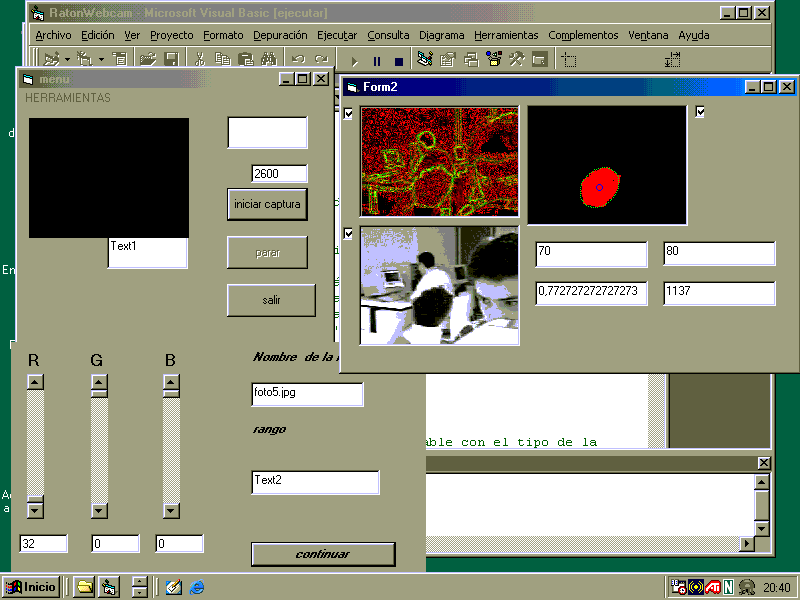 RatonWebcam - Microsoft Visual Basic [ejecutar]
Archivo Edición Ver Proyecto Formato Depuración Ejecutar Consulta Diagrama Herramientas Complementos Ventana Ayuda
menu
HERRAMIENTAS
Form2
2600
iniciar captura
Text1
parar
salir
70
80
0,772727272727273
1137
R G B
Nombre de la
foto5.jpg
rango
Text2
able con el tipo de la
32
0
0
continuar
En
Inicio
20:40